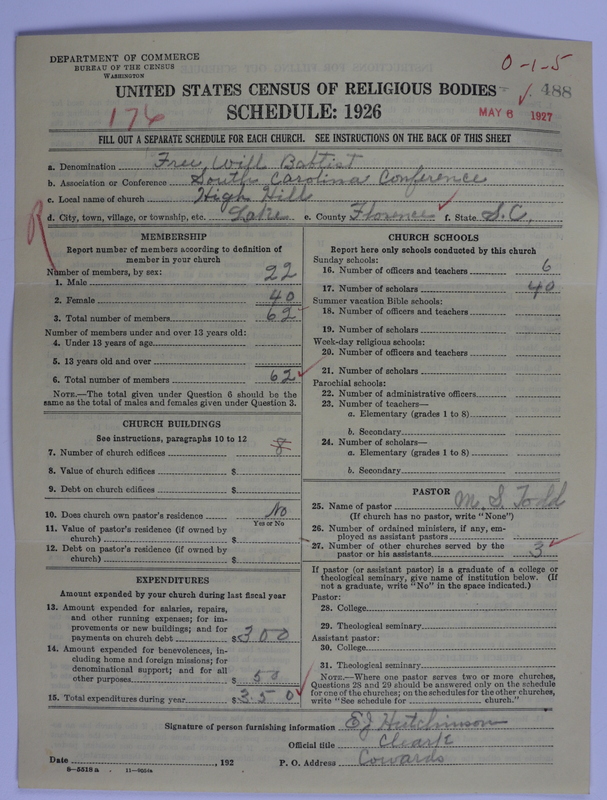 DEPARTMENT OF COMMERCE
BUREAU OF THE CENSUS
WASHINGTON
0-1-5
UNITED STATES CENSUS OF RELIGIOUS BODIES
488
SCHEDULE: 1926
176
MAY 6 1927
FILL OUT A SEPARATE SCHEDULE FOR EACH CHURCH. SEE INSTRUCTIONS ON THE BACK OF THIS SHEET
a. Denomination Free Will Babtist
b. Association or Conference South Carolina Conference
c. Local name of church High Hill
d. City, town, village, or township, etc. Lake e. County Florence f. State S.C.
R
MEMBERSHIP
Report number of members according to definition of
member in your church
Number of members, by sex:
1. Male 22
2. Female 40
3. Total number of members 62
Number of members under and over 13 years old:
4. Under 13 years of age
5. 13 years old and over
6. Total number of members 62
NOTE.—The total given under Question 6 should be
same as the total of males and females given under Question 3.
CHURCH BUILDINGS
See instructions, paragraphs 10 to 12
7. Number of church edifices
8. Value of church edifices $
9. Debt on church edifices $
10. Does church own pastor's residence No
Yes or No
11. Value of pastor's residence (if owned by
church) $
12. Debt on pastor's residence (if owned by
church) $
EXPENDITURES
Amount expended by your church during last fiscal year
13. Amount expended for salaries, repairs,
and other running expenses; for im-
provements or new buildings; and for
payments on church debt $300
14. Amount expended for benevolences, in-
cluding home and foreign missions; for
denominational support; and for all
other purposes $ 50
15. Total expenditures during year $350
CHURCH SCHOOLS
Report here only schools conducted by this church
Sunday schools:
16. Number of officers and teachers 6
17. Number of scholars 40
Summer vacation Bible schools:
18. Number of officers and teachers
19. Number of scholars
Week-day religious schools:
20. Number of officers and teachers
21. Number of scholars
Parochial schools:
22. Number of administrative officers
23. Number of teachers—
a. Elementary (grades 1 to 8)
b. Secondary
24. Number of scholars—
a. Elementary (grades 1 to 8)
b. Secondary
PASTOR
25. Name of pastor M. S. Todd
(If church has no pastor, write "None")
26. Number of ordained ministers, if any, em-
ployed as assistant pastors
27. Number of other churches served by the
pastor or his assistants 3
If pastor (or assistant pastor) is a graduate of a college or
theological seminary, give name of institution below. (If
not a graduate, write "No" in the space indicated.)
Pastor:
28. College
29. Theological seminary
Assistant pastor:
30. College
31. Theological seminary
NOTE.—Where one pastor serves two or more churches,
Questions 28 and 29 should be answered only on the schedule
for one of the churches; on the schedules for the other churches,
write "See schedule for church."
Signature of person furnishing information E J Hutchinson
Official title Cleark
Date , 192 P. O. Address Cowards
8-5518a 11-9034a